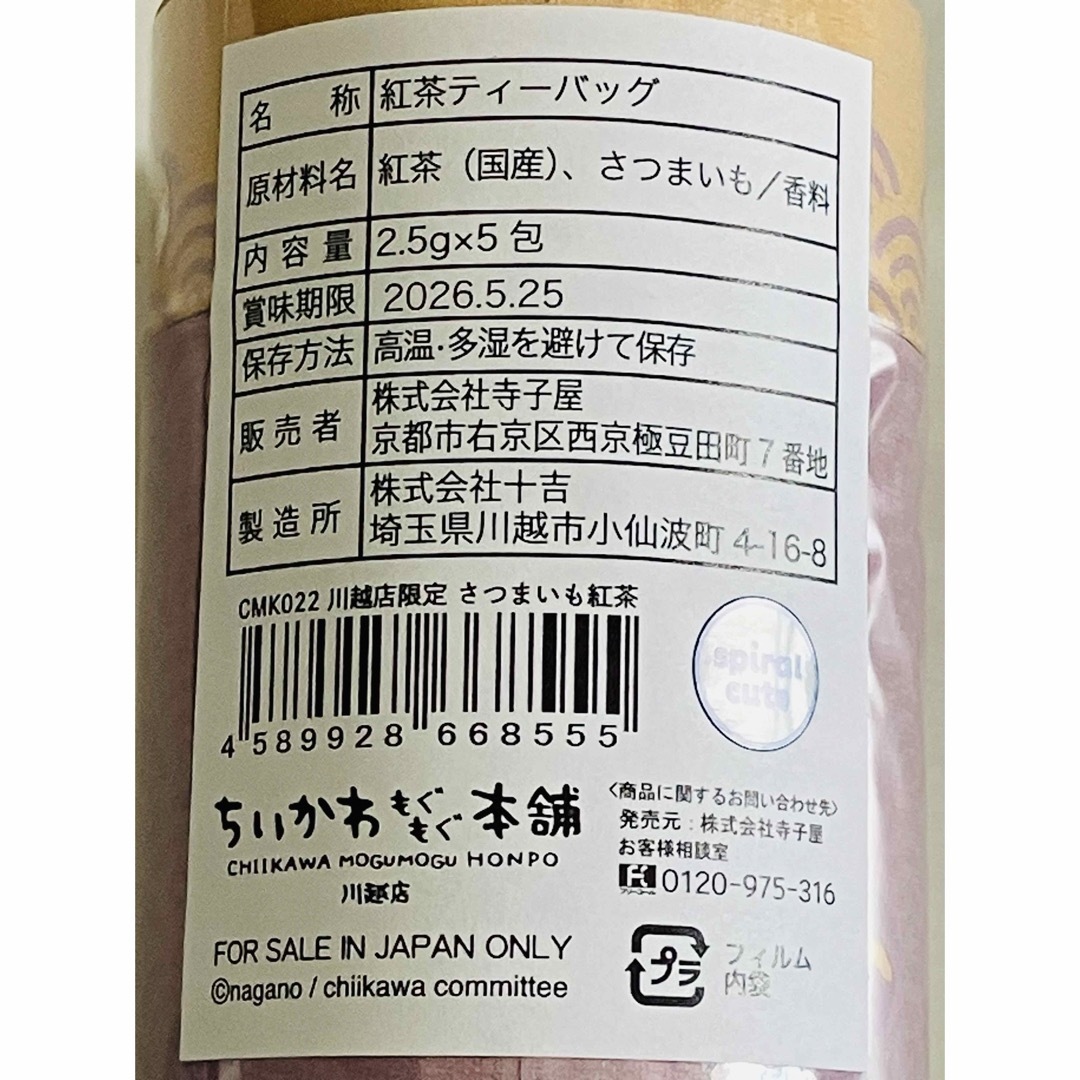 名称 紅茶ティーバッグ
原材料名 紅茶（国産）、さつまいも／香料
内容量 2.5g×5包
賞味期限 2026.5.25
保存方法 高温・多湿を避けて保存
販売者 株式会社寺子屋
京都市右京区西京極豆田町7番地
製造所 株式会社十吉
埼玉県川越市小仙波町4-16-8
CMK022 川越店限定 さつまいも紅茶
4 589928 668555
spiral
cute
ちいかわもぐもぐ本舗
CHIIKAWA MOGUMOGU HONPO
川越店
〈商品に関するお問い合わせ先〉
発売元：株式会社寺子屋
お客様相談室
0120-975-316
FOR SALE IN JAPAN ONLY
©nagano / chiikawa committee
プラ
フィルム
内袋